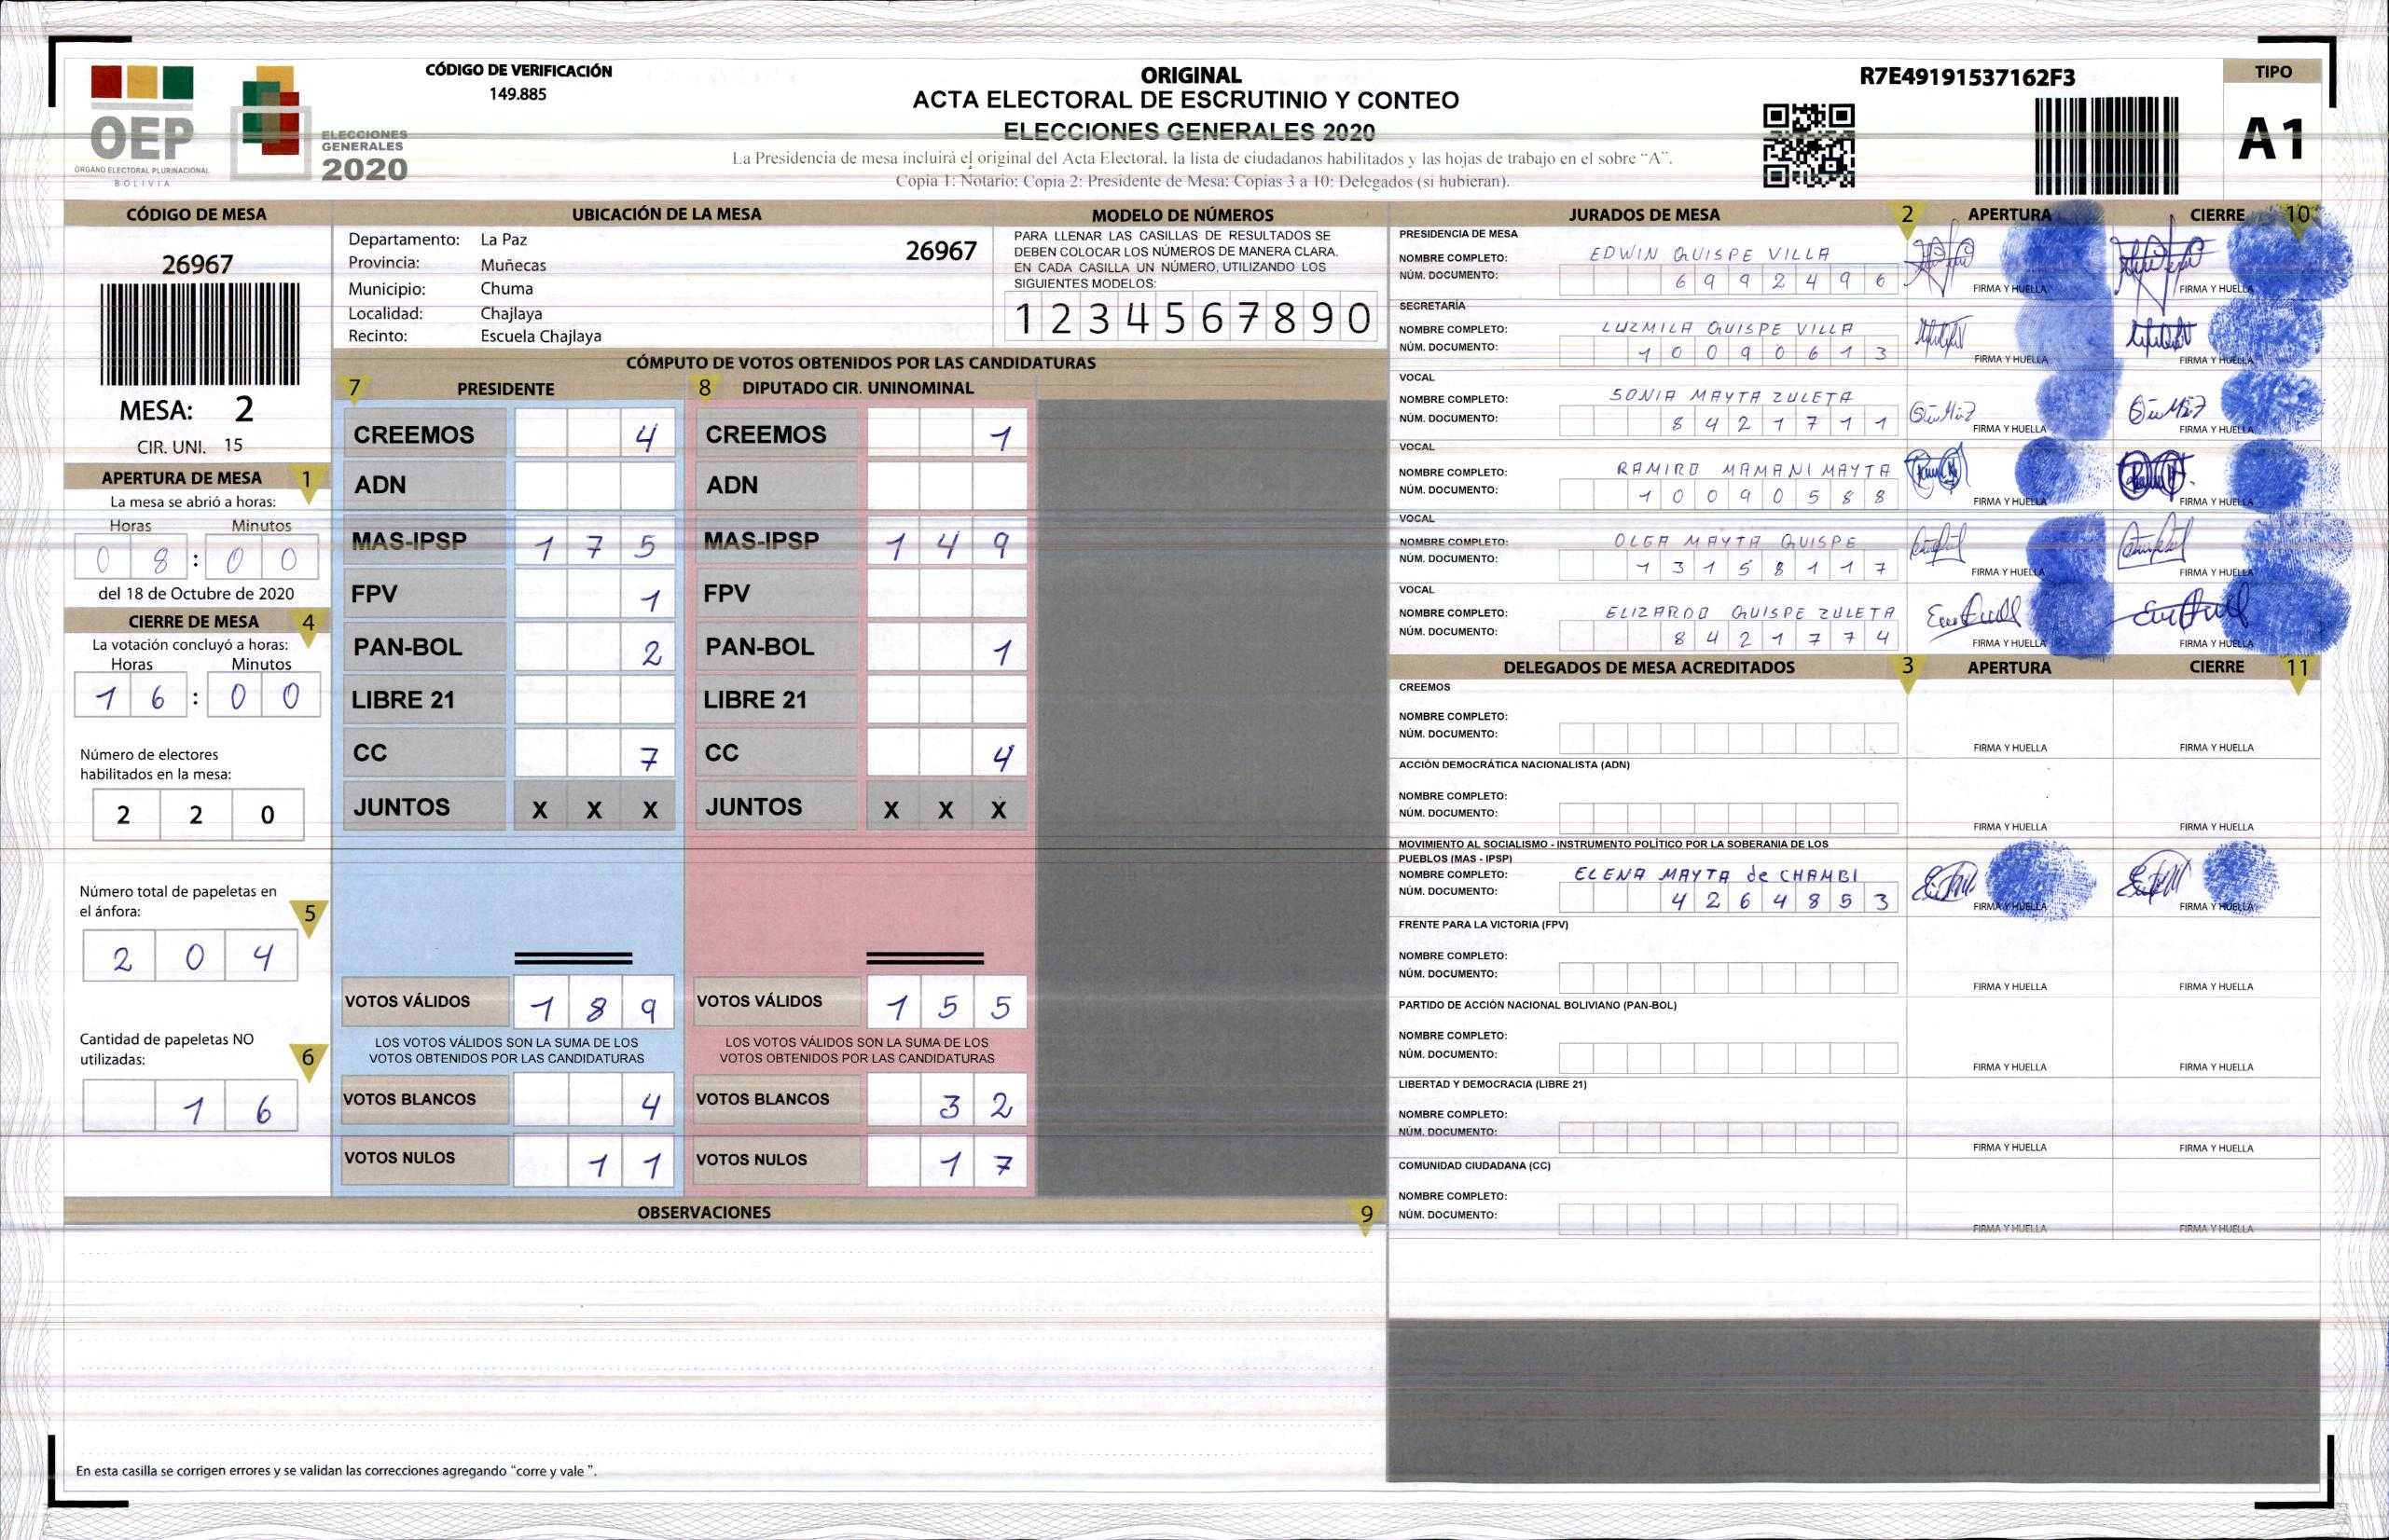 OEP
ÓRGANO ELECTORAL PLURINACIONAL
BOLIVIA
ELECCIONES
GENERALES
2020
CÓDIGO DE VERIFICACIÓN
149.885
ORIGINAL
ACTA ELECTORAL DE ESCRUTINIO Y CONTEO
ELECCIONES GENERALES 2020
La Presidencia de mesa incluirá el original del Acta Electoral, la lista de ciudadanos habilitados y las hojas de trabajo en el sobre "A".
Copia 1: Notario; Copia 2: Presidente de Mesa; Copias 3 a 10: Delegados (si hubieran).
R7E49191537162F3
TIPO
A1
CÓDIGO DE MESA
26967
MESA: 2
CIR. UNI. 15
APERTURA DE MESA 1
La mesa se abrió a horas:
Horas Minutos
0 8 : 0 0
del 18 de Octubre de 2020
CIERRE DE MESA 4
La votación concluyó a horas:
Horas Minutos
1 6 : 0 0
Número de electores
habilitados en la mesa:
2 2 0
Número total de papeletas en
el ánfora: 5
2 0 4
Cantidad de papeletas NO
utilizadas: 6
1 6
UBICACIÓN DE LA MESA
Departamento: La Paz 26967
Provincia: Muñecas
Municipio: Chuma
Localidad: Chajlaya
Recinto: Escuela Chajlaya
MODELO DE NÚMEROS
PARA LLENAR LAS CASILLAS DE RESULTADOS SE
DEBEN COLOCAR LOS NÚMEROS DE MANERA CLARA.
EN CADA CASILLA UN NÚMERO, UTILIZANDO LOS
SIGUIENTES MODELOS:
1 2 3 4 5 6 7 8 9 0
CÓMPUTO DE VOTOS OBTENIDOS POR LAS CANDIDATURAS
7 PRESIDENTE
CREEMOS 4
ADN
MAS-IPSP 1 7 5
FPV 1
PAN-BOL 2
LIBRE 21
CC 7
JUNTOS X X X
VOTOS VÁLIDOS 1 8 9
LOS VOTOS VÁLIDOS SON LA SUMA DE LOS
VOTOS OBTENIDOS POR LAS CANDIDATURAS
VOTOS BLANCOS 4
VOTOS NULOS 1 1
8 DIPUTADO CIR. UNINOMINAL
CREEMOS 1
ADN
MAS-IPSP 1 4 9
FPV
PAN-BOL 1
LIBRE 21
CC 4
JUNTOS X X X
VOTOS VÁLIDOS 1 5 5
LOS VOTOS VÁLIDOS SON LA SUMA DE LOS
VOTOS OBTENIDOS POR LAS CANDIDATURAS
VOTOS BLANCOS 3 2
VOTOS NULOS 1 7
OBSERVACIONES 9
En esta casilla se corrigen errores y se validan las correcciones agregando "corre y vale ".
JURADOS DE MESA 2 APERTURA CIERRE 10
PRESIDENCIA DE MESA
NOMBRE COMPLETO: EDWIN QUISPE VILLA
NÚM. DOCUMENTO: 6 9 9 2 4 9 6
FIRMA Y HUELLA FIRMA Y HUELLA
SECRETARÍA
NOMBRE COMPLETO: LUZMILA QUISPE VILLA
NÚM. DOCUMENTO: 1 0 0 9 0 6 1 3
FIRMA Y HUELLA FIRMA Y HUELLA
VOCAL
NOMBRE COMPLETO: SONIA MAYTA ZULETA
NÚM. DOCUMENTO: 8 4 2 1 7 1 1
FIRMA Y HUELLA FIRMA Y HUELLA
VOCAL
NOMBRE COMPLETO: RAMIRO MAMANI MAYTA
NÚM. DOCUMENTO: 1 0 0 9 0 5 8 8
FIRMA Y HUELLA FIRMA Y HUELLA
VOCAL
NOMBRE COMPLETO: OLGA MAYTA QUISPE
NÚM. DOCUMENTO: 1 3 1 5 8 1 1 7
FIRMA Y HUELLA FIRMA Y HUELLA
VOCAL
NOMBRE COMPLETO: ELIZARDO QUISPE ZULETA
NÚM. DOCUMENTO: 8 4 2 1 7 7 4
FIRMA Y HUELLA FIRMA Y HUELLA
DELEGADOS DE MESA ACREDITADOS 3 APERTURA CIERRE 11
CREEMOS
NOMBRE COMPLETO:
NÚM. DOCUMENTO:
FIRMA Y HUELLA FIRMA Y HUELLA
ACCIÓN DEMOCRÁTICA NACIONALISTA (ADN)
NOMBRE COMPLETO:
NÚM. DOCUMENTO:
FIRMA Y HUELLA FIRMA Y HUELLA
MOVIMIENTO AL SOCIALISMO - INSTRUMENTO POLÍTICO POR LA SOBERANIA DE LOS
PUEBLOS (MAS - IPSP)
NOMBRE COMPLETO: ELENA MAYTA de CHAMBI
NÚM. DOCUMENTO: 4 2 6 4 8 5 3
FIRMA Y HUELLA FIRMA Y HUELLA
FRENTE PARA LA VICTORIA (FPV)
NOMBRE COMPLETO:
NÚM. DOCUMENTO:
FIRMA Y HUELLA FIRMA Y HUELLA
PARTIDO DE ACCIÓN NACIONAL BOLIVIANO (PAN-BOL)
NOMBRE COMPLETO:
NÚM. DOCUMENTO:
FIRMA Y HUELLA FIRMA Y HUELLA
LIBERTAD Y DEMOCRACIA (LIBRE 21)
NOMBRE COMPLETO:
NÚM. DOCUMENTO:
FIRMA Y HUELLA FIRMA Y HUELLA
COMUNIDAD CIUDADANA (CC)
NOMBRE COMPLETO:
NÚM. DOCUMENTO:
FIRMA Y HUELLA FIRMA Y HUELLA